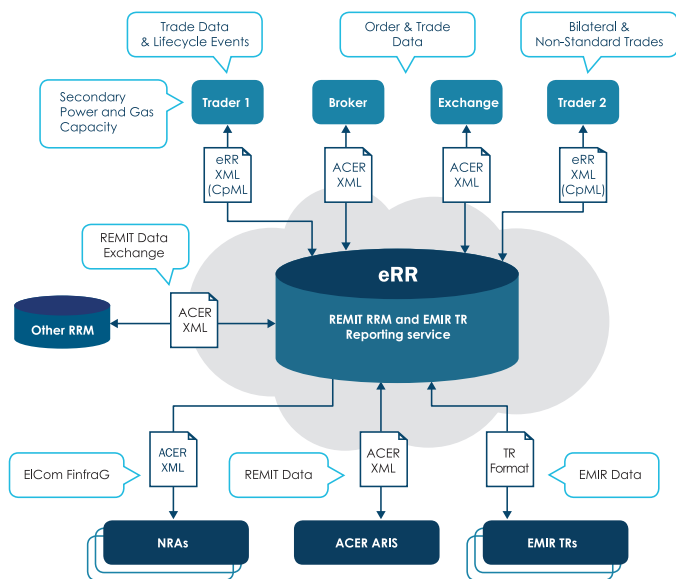 Trade Data
& Lifecycle Events
Order & Trade
Data
Bilateral &
Non-Standard Trades
Secondary
Power and Gas
Capacity
Trader 1
Broker
Exchange
Trader 2
eRR
XML
(CpML)
ACER
XML
ACER
XML
eRR
XML
(CpML)
REMIT Data
Exchange
eRR
REMIT RRM and EMIR TR
Reporting service
Other RRM
ACER
XML
ElCom FinfraG
ACER
XML
REMIT Data
ACER
XML
TR
Format
EMIR Data
NRAs
ACER ARIS
EMIR TRs